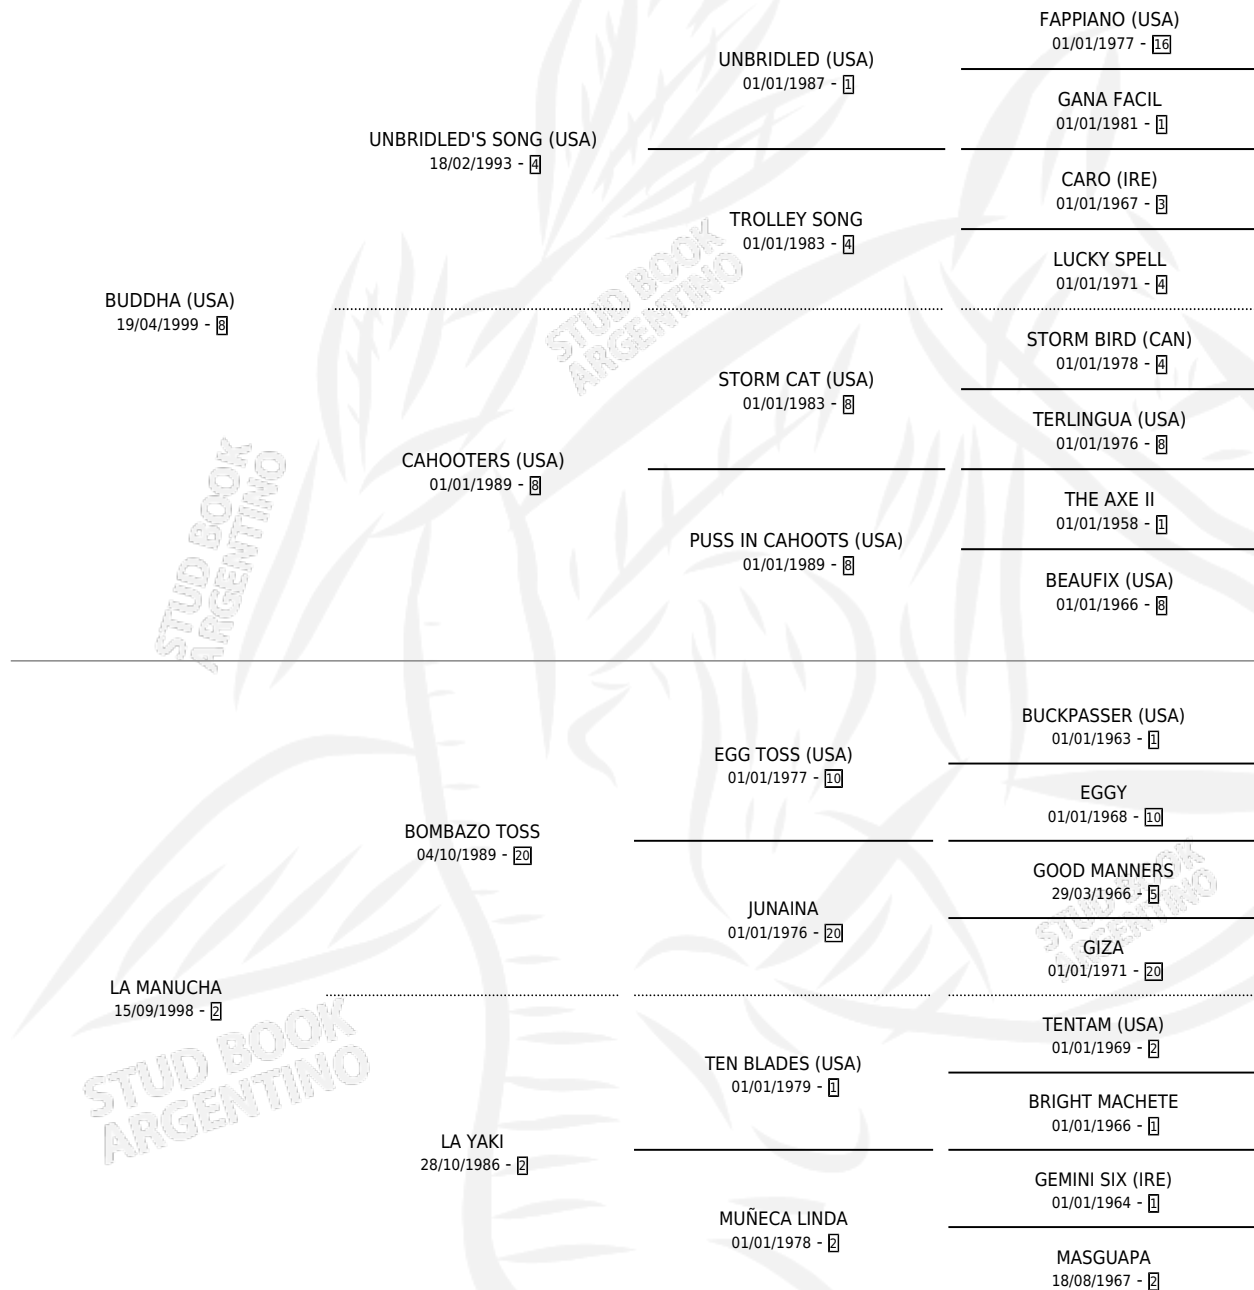 FAPPIANO (USA)
01/01/1977 - 16
UNBRIDLED (USA)
01/01/1987 - 1
GANA FACIL
01/01/1981 - 1
UNBRIDLED'S SONG (USA)
18/02/1993 - 4
CARO (IRE)
01/01/1967 - 3
TROLLEY SONG
01/01/1983 - 4
LUCKY SPELL
01/01/1971 - 4
BUDDHA (USA)
19/04/1999 - 8
STORM BIRD (CAN)
01/01/1978 - 4
STORM CAT (USA)
01/01/1983 - 8
TERLINGUA (USA)
01/01/1976 - 8
CAHOOTERS (USA)
01/01/1989 - 8
THE AXE II
01/01/1958 - 1
PUSS IN CAHOOTS (USA)
01/01/1989 - 8
BEAUFIX (USA)
01/01/1966 - 8
BUCKPASSER (USA)
01/01/1963 - 1
EGG TOSS (USA)
01/01/1977 - 10
EGGY
01/01/1968 - 10
BOMBAZO TOSS
04/10/1989 - 20
GOOD MANNERS
29/03/1966 - 5
JUNAINA
01/01/1976 - 20
GIZA
01/01/1971 - 20
LA MANUCHA
15/09/1998 - 2
TENTAM (USA)
01/01/1969 - 2
TEN BLADES (USA)
01/01/1979 - 1
BRIGHT MACHETE
01/01/1966 - 1
LA YAKI
28/10/1986 - 2
GEMINI SIX (IRE)
01/01/1964 - 1
MUÑECA LINDA
01/01/1978 - 2
MASGUAPA
18/08/1967 - 2
STUD BOOK
ARGENTINO
STUD BOOK
ARGENTINO
STUD BOOK
ARGENTINO
STUD BOOK
ARGENTINO